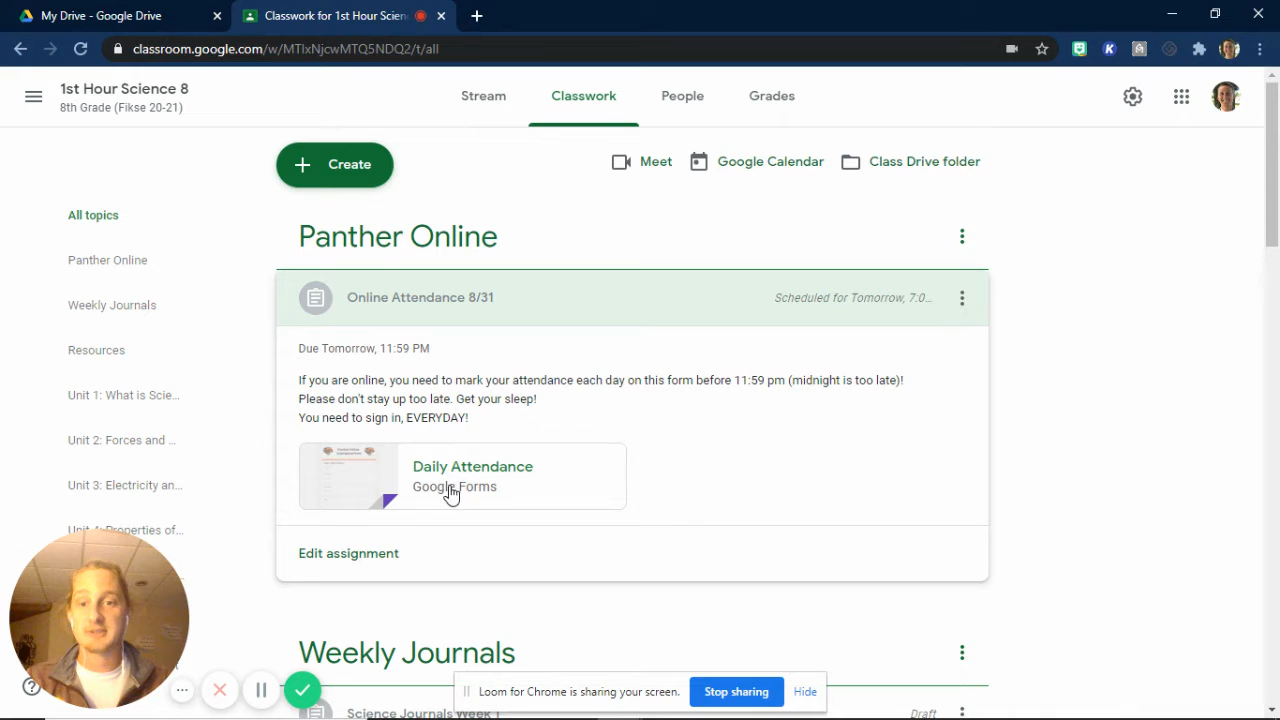 My Drive - Google Drive
Classwork for 1st Hour Scien
classroom.google.com/w/MTIxNjcwMTQ5NDQ2/t/all
1st Hour Science 8
8th Grade (Fikse 20-21)
Stream
Classwork
People
Grades
Create
Meet
Google Calendar
Class Drive folder
All topics
Panther Online
Weekly Journals
Resources
Unit 1: What is Scie...
Unit 2: Forces and ...
Unit 3: Electricity an...
Unit 4: Properties of...
Panther Online
Online Attendance 8/31
Scheduled for Tomorrow, 7:0...
Due Tomorrow, 11:59 PM
If you are online, you need to mark your attendance each day on this form before 11:59 pm (midnight is too late)!
Please don't stay up too late. Get your sleep!
You need to sign in, EVERYDAY!
Daily Attendance
Google Forms
Edit assignment
Weekly Journals
Loom for Chrome is sharing your screen.
Stop sharing
Hide
Science Journals Week 1
Draft